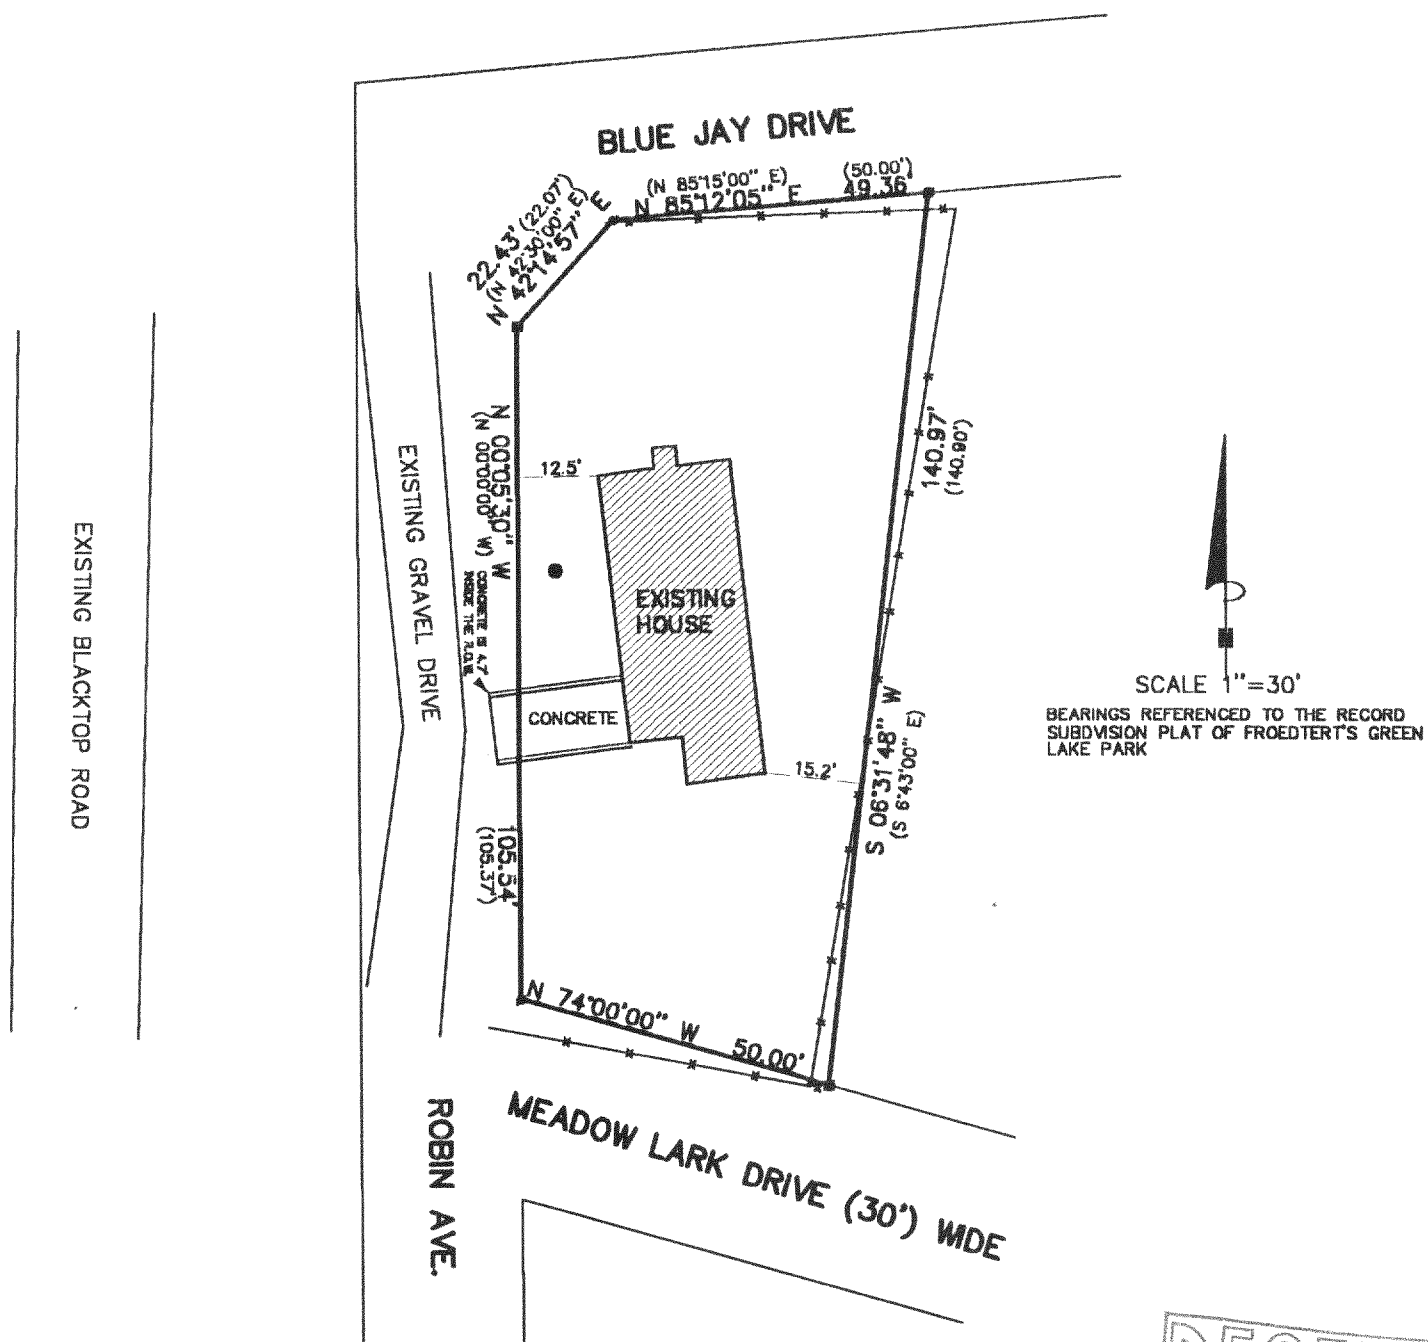 BLUE JAY DRIVE
(N 85°15'00" E)
(50.00')
N 85°12'05" E
49.36'
22.43' (22.07')
(N 42°30'00" E)
N 42°14'57" E
N 00°05'30" W
(N 00°00'00" W)
12.5'
140.97'
(140.90')
EXISTING GRAVEL DRIVE
EXISTING BLACKTOP ROAD
CONCRETE IS 4.7'
INSIDE THE R.O.W.
EXISTING
HOUSE
CONCRETE
15.2'
S 06°31'48" W
(S 6°43'00" E)
105.54'
(105.37')
SCALE 1"=30'
BEARINGS REFERENCED TO THE RECORD
SUBDIVISION PLAT OF FROEDTERT'S GREEN
LAKE PARK
N 74°00'00" W
50.00'
ROBIN AVE.
MEADOW LARK DRIVE (30') WIDE